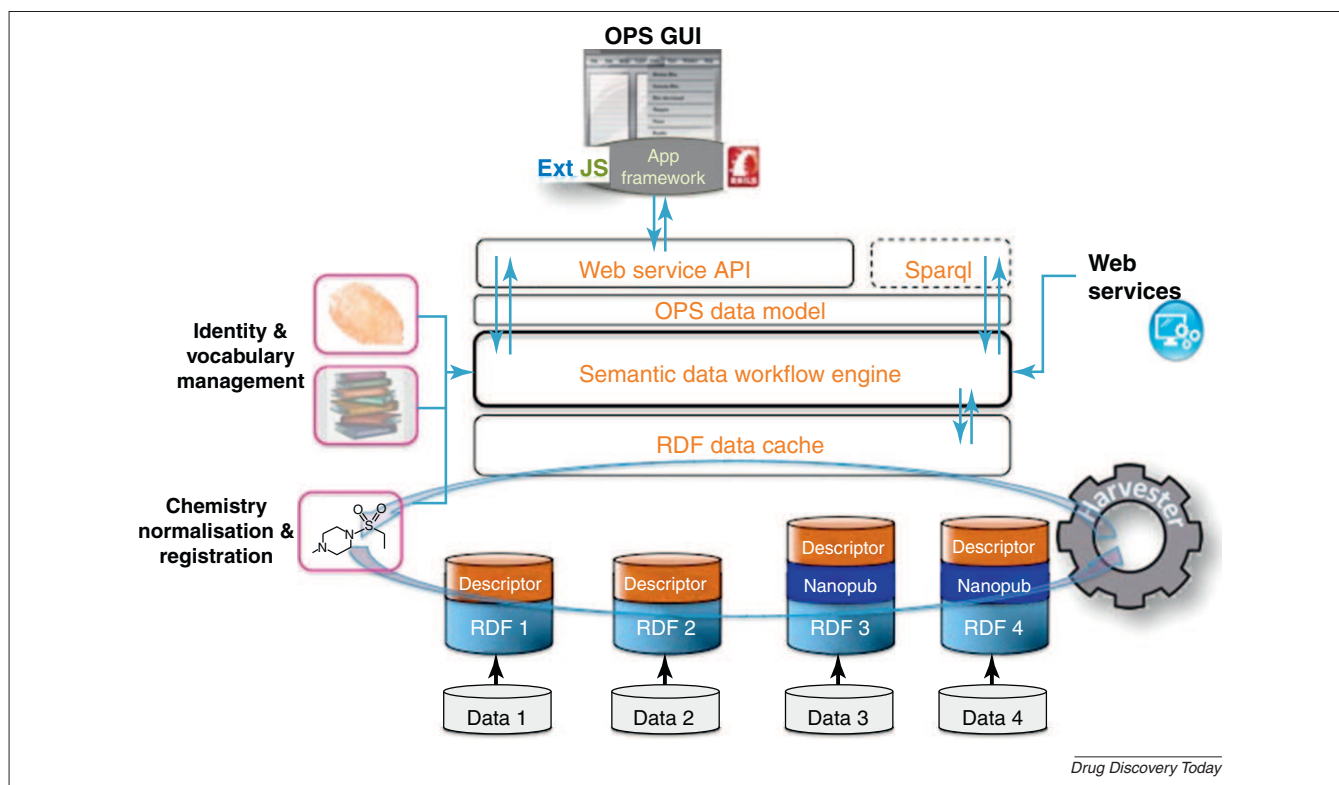 OPS GUI
Ext JS
App
framework
Web service API
Sparql
Web
services
OPS data model
Identity &
vocabulary
management
Semantic data workflow engine
RDF data cache
Chemistry
normalisation &
registration
O
O
S
N
N
Harvester
Descriptor
Descriptor
Descriptor
Descriptor
Nanopub
Nanopub
RDF 1
RDF 2
RDF 3
RDF 4
Data 1
Data 2
Data 3
Data 4
Drug Discovery Today